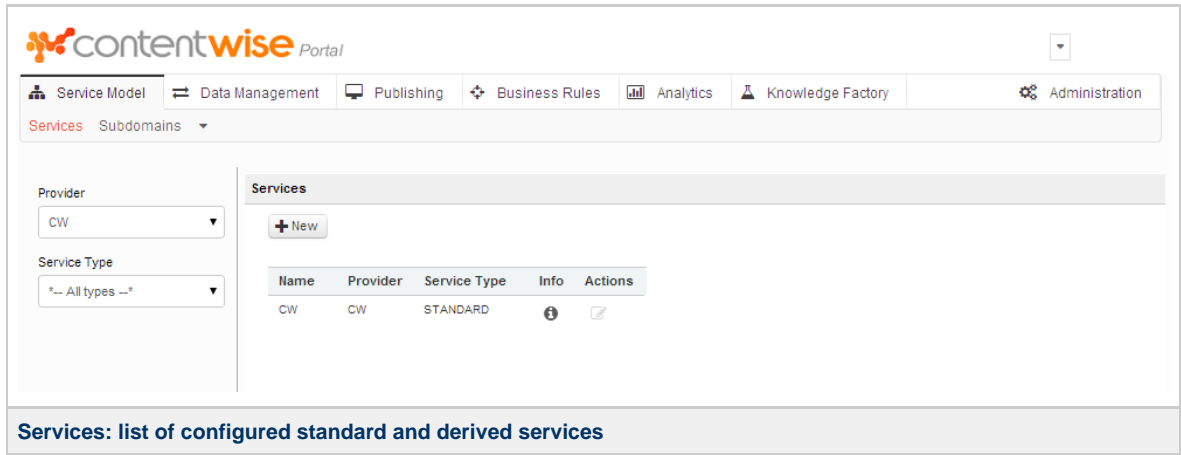 contentwise Portal
Service Model Data Management Publishing Business Rules Analytics Knowledge Factory Administration
Services Subdomains
Provider
CW
Service Type
*-- All types --*
Services
New
Name Provider Service Type Info Actions
CW CW STANDARD
Services: list of configured standard and derived services